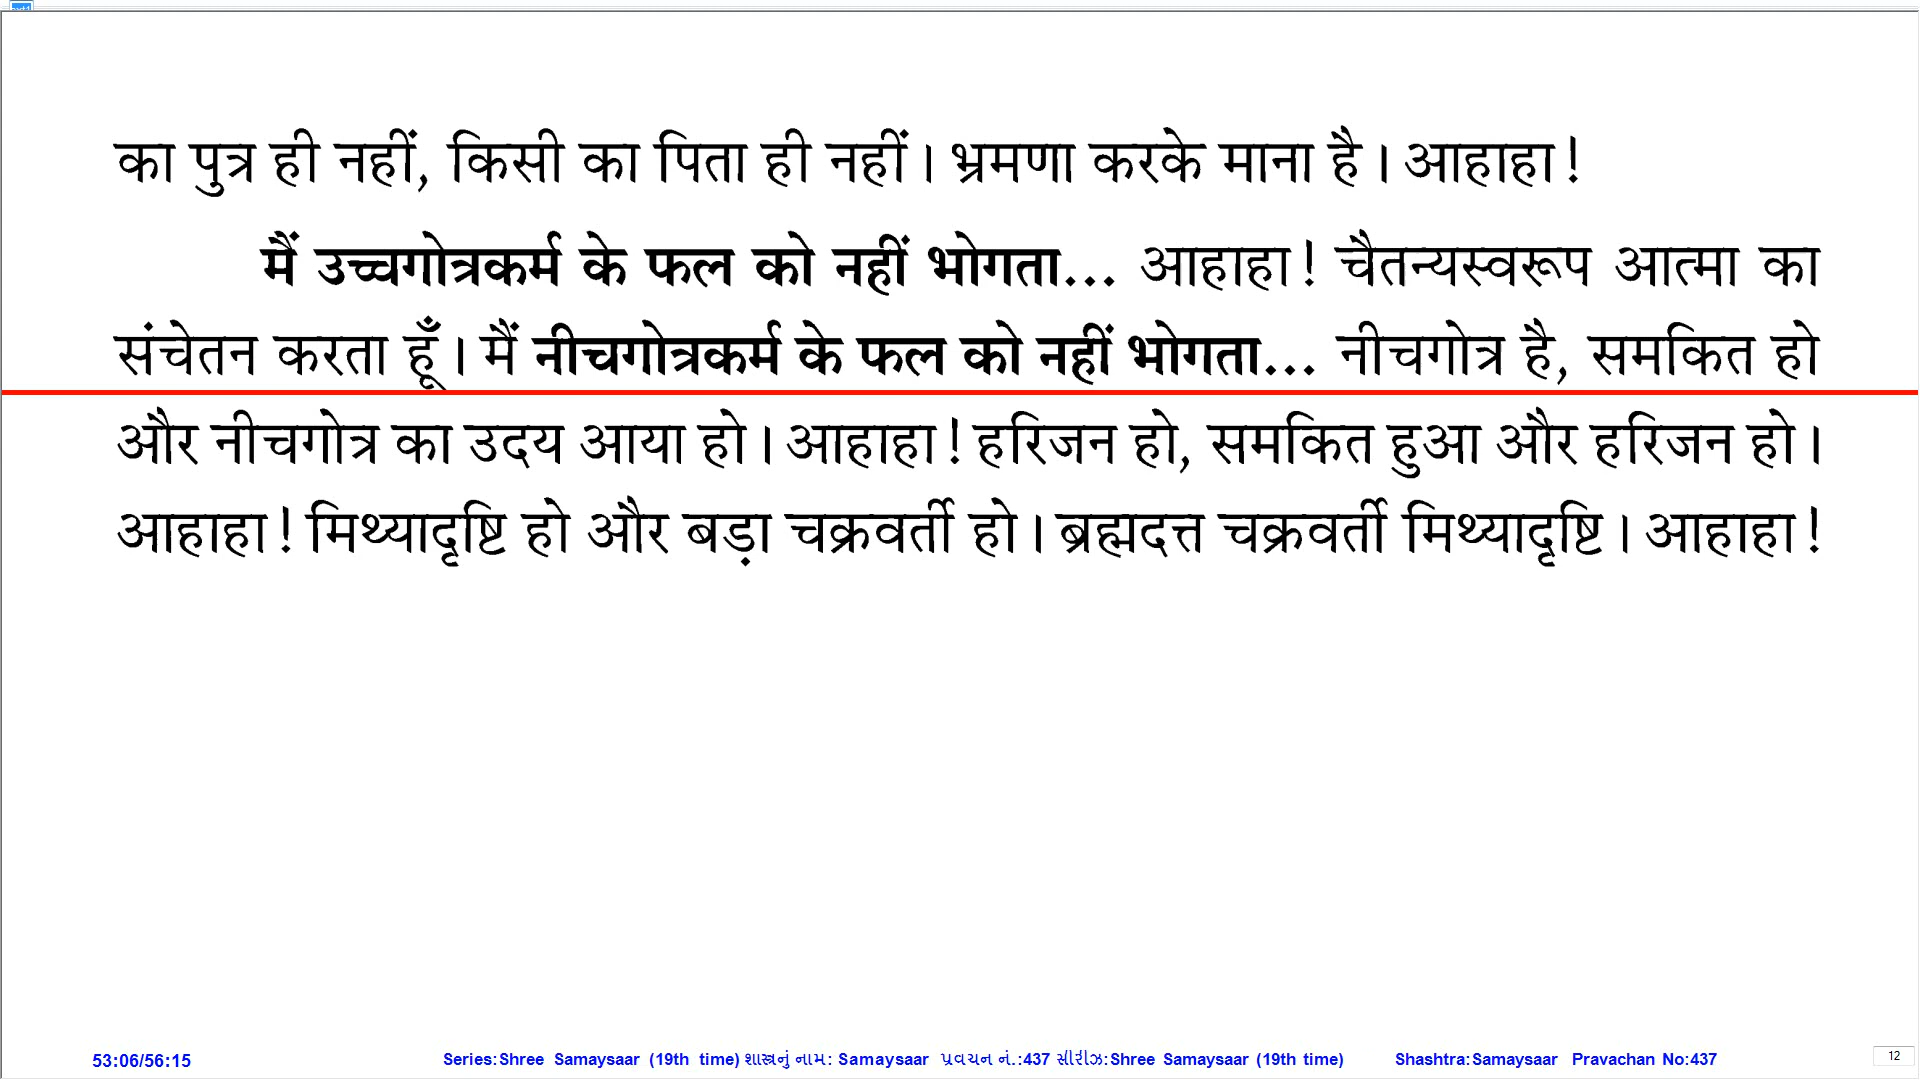 का पुत्र ही नहीं, किसी का पिता ही नहीं। भ्रमणा करके माना है। आहाहा!
मैं उच्चगोत्रकर्म के फल को नहीं भोगता... आहाहा! चैतन्यस्वरूप आत्मा का
संचेतन करता हूँ। मैं नीचगोत्रकर्म के फल को नहीं भोगता... नीचगोत्र है, समकित हो
और नीचगोत्र का उदय आया हो। आहाहा! हरिजन हो, समकित हुआ और हरिजन हो।
आहाहा! मिथ्यादृष्टि हो और बड़ा चक्रवर्ती हो। ब्रह्मदत्त चक्रवर्ती मिथ्यादृष्टि। आहाहा!
53:06/56:15 Series:Shree Samaysaar (19th time) શાસ્ત્રનું નામ: Samaysaar પ્રવચન નં.:437 સીરીઝ:Shree Samaysaar (19th time) Shashtra:Samaysaar Pravachan No:437 12